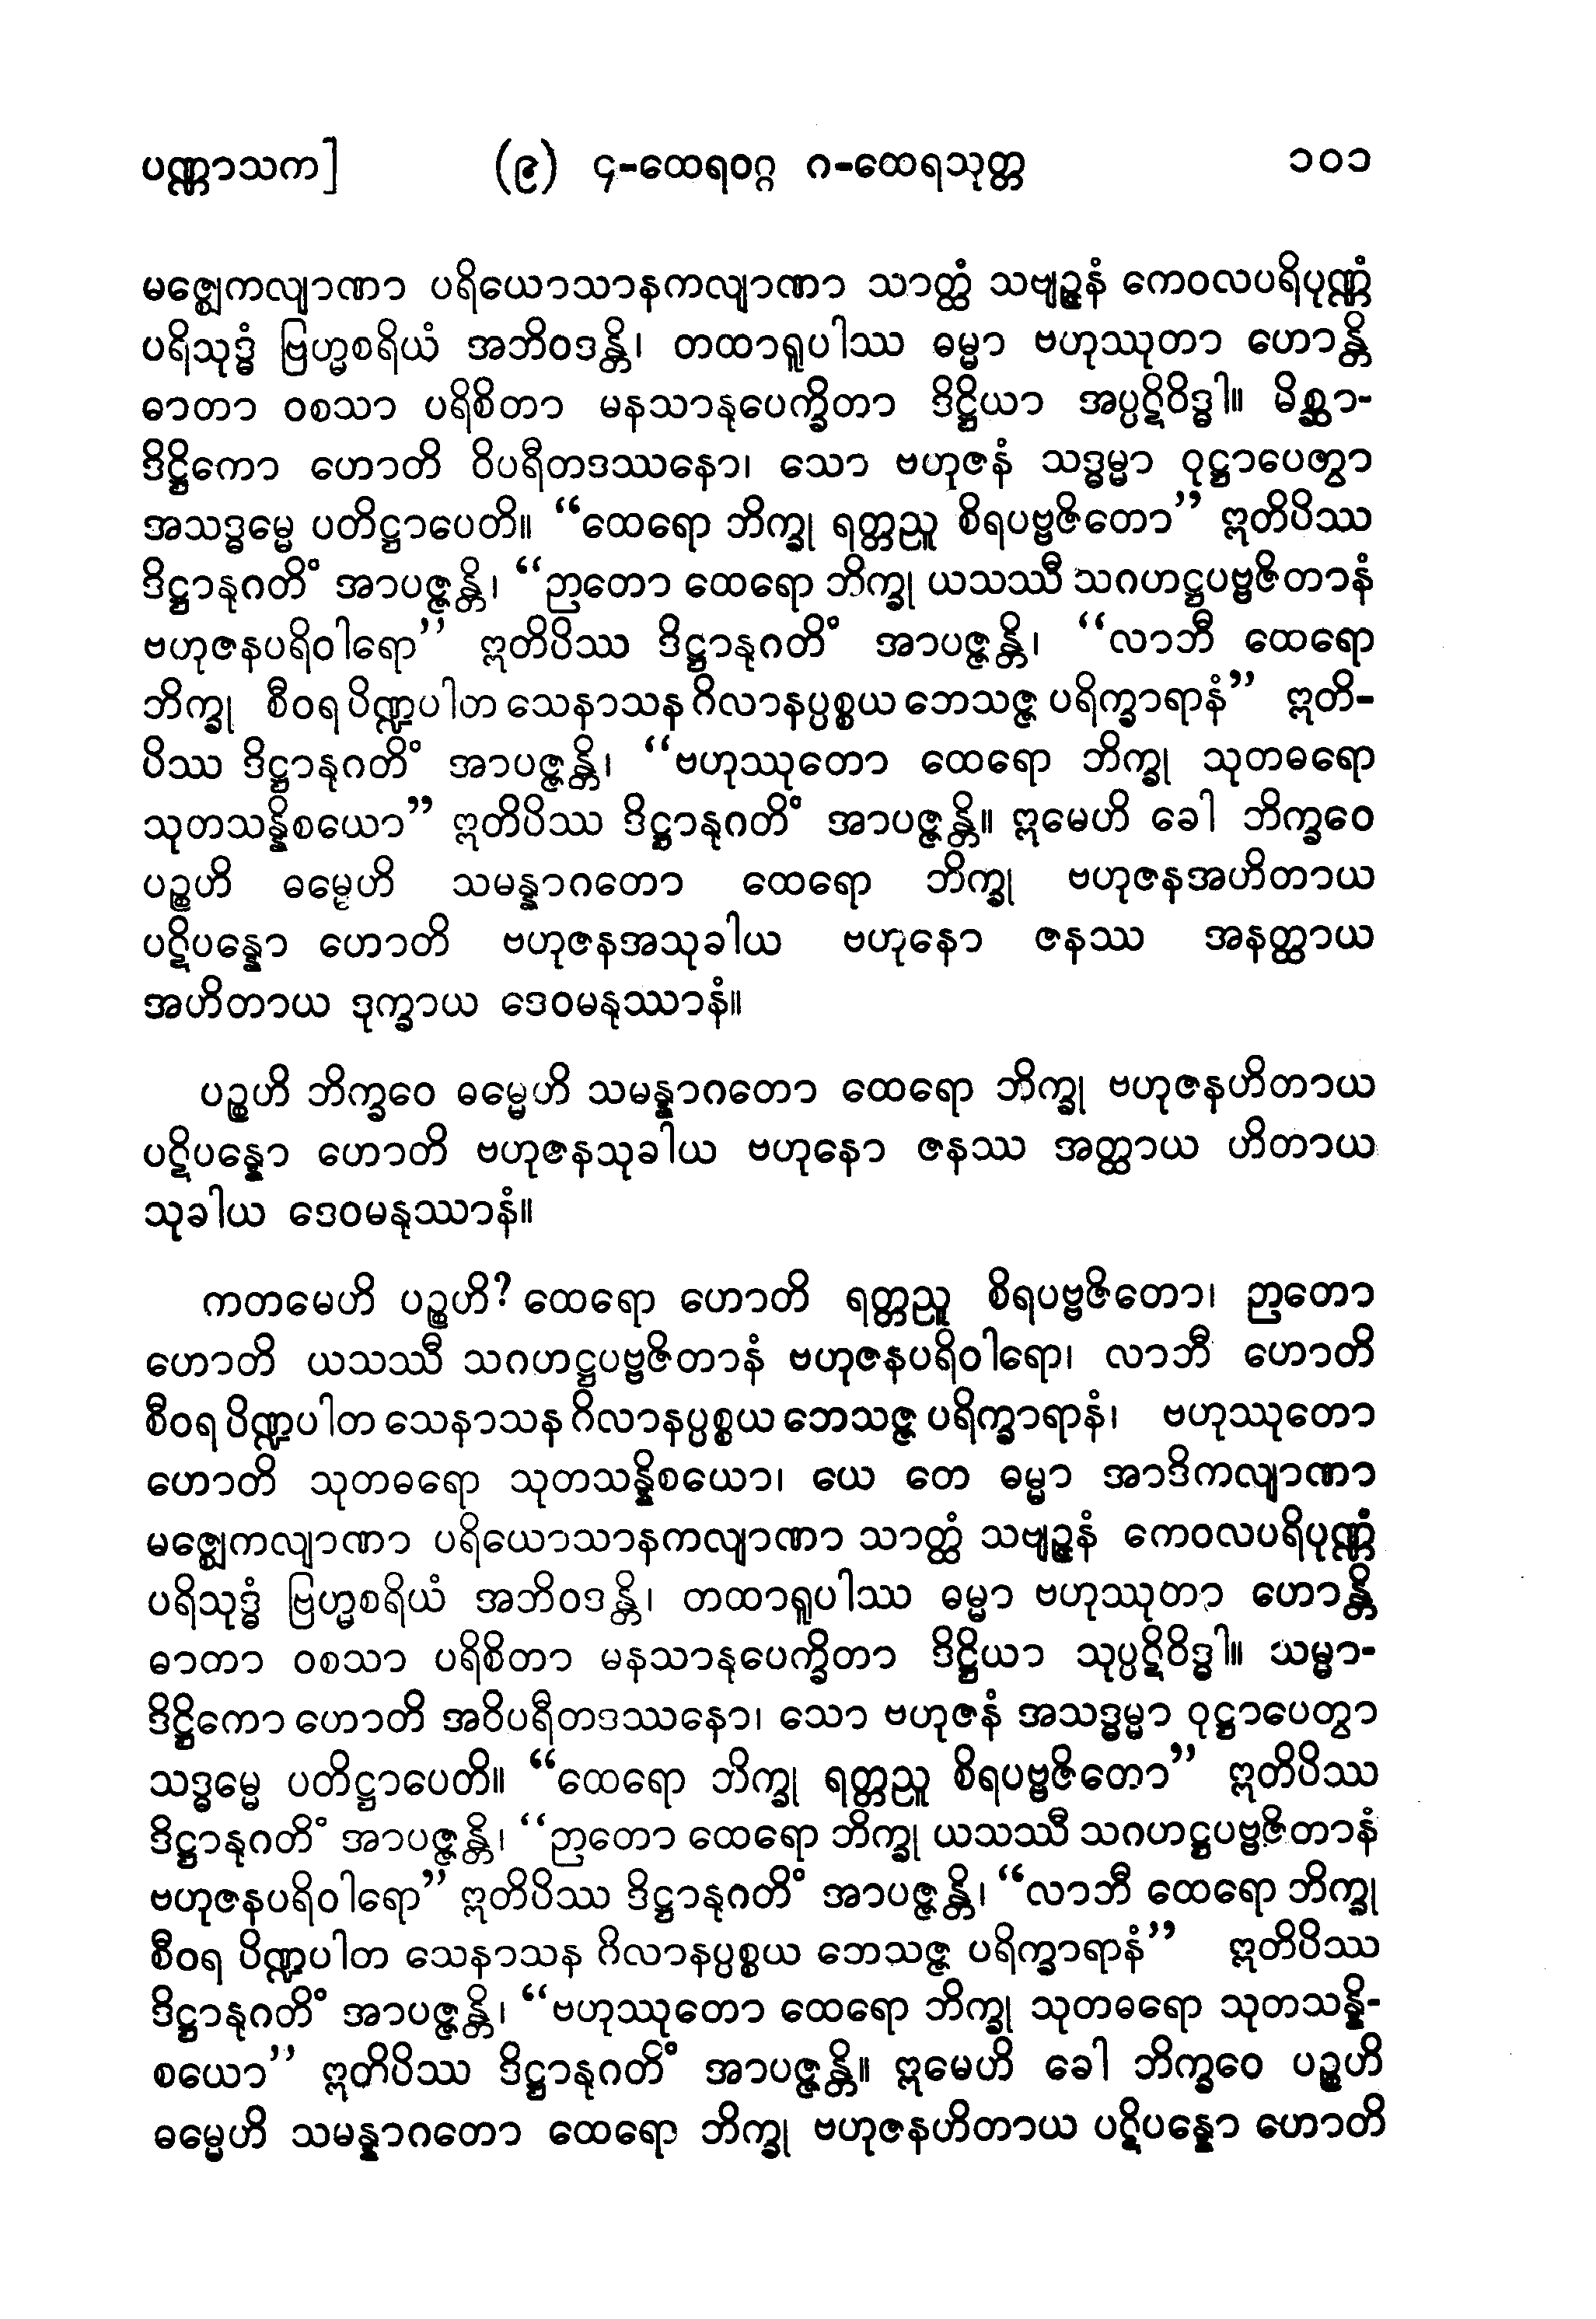 ပဏ္ဏာသက] (၉) ၄-ထေရဝဂ္ဂ ဂ-ထေရသုတ္တ ၁၀၁
မဇ္ဈေကလျာဏာ ပရိယောသာနကလျာဏာ သာတ္ထံ သဗျဉ္ဇနံ ကေဝလပရိပုဏ္ဏံ
ပရိသုဒ္ဓံ ဗြဟ္မစရိယံ အဘိဝဒန္တိ၊ တထာရူပါဿ ဓမ္မာ ဗဟုဿုတာ ဟောန္တိ
ဓာတာ ဝစသာ ပရိစိတာ မနသာနုပေက္ခိတာ ဒိဋ္ဌိယာ အပ္ပဋိဝိဒ္ဓါ။ မိစ္ဆာ-
ဒိဋ္ဌိကော ဟောတိ ဝိပရီတဒဿနော၊ သော ဗဟုဇနံ သဒ္ဓမ္မာ ဝုဋ္ဌာပေတွာ
အသဒ္ဓမ္မေ ပတိဋ္ဌာပေတိ။ “ထေရော ဘိက္ခု ရတ္တညူ စိရပဗ္ဗဇိတော” ဣတိပိဿ
ဒိဋ္ဌာနုဂတိံ အာပဇ္ဇန္တိ၊ “ဉာတော ထေရော ဘိက္ခု ယသဿီ သဂဟဋ္ဌပဗ္ဗဇိတာနံ
ဗဟုဇနပရိဝါရော” ဣတိပိဿ ဒိဋ္ဌာနုဂတိံ အာပဇ္ဇန္တိ၊ “လာဘီ ထေရော
ဘိက္ခု စီဝရ ပိဏ္ဍပါတ သေနာသန ဂိလာနပ္ပစ္စယ ဘေသဇ္ဇ ပရိက္ခာရာနံ” ဣတိ-
ပိဿ ဒိဋ္ဌာနုဂတိံ အာပဇ္ဇန္တိ၊ “ဗဟုဿုတော ထေရော ဘိက္ခု သုတဓရော
သုတသန္နိစယော” ဣတိပိဿ ဒိဋ္ဌာနုဂတိံ အာပဇ္ဇန္တိ။ ဣမေဟိ ခေါ ဘိက္ခဝေ
ပဉ္စဟိ ဓမ္မေဟိ သမန္နာဂတော ထေရော ဘိက္ခု ဗဟုဇနအဟိတာယ
ပဋိပန္နော ဟောတိ ဗဟုဇနအသုခါယ ဗဟုနော ဇနဿ အနတ္ထာယ
အဟိတာယ ဒုက္ခာယ ဒေဝမနုဿာနံ။
ပဉ္စဟိ ဘိက္ခဝေ ဓမ္မေဟိ သမန္နာဂတော ထေရော ဘိက္ခု ဗဟုဇနဟိတာယ
ပဋိပန္နော ဟောတိ ဗဟုဇနသုခါယ ဗဟုနော ဇနဿ အတ္ထာယ ဟိတာယ
သုခါယ ဒေဝမနုဿာနံ။
ကတမေဟိ ပဉ္စဟိ? ထေရော ဟောတိ ရတ္တညူ စိရပဗ္ဗဇိတော၊ ဉာတော
ဟောတိ ယသဿီ သဂဟဋ္ဌပဗ္ဗဇိတာနံ ဗဟုဇနပရိဝါရော၊ လာဘီ ဟောတိ
စီဝရ ပိဏ္ဍပါတ သေနာသန ဂိလာနပ္ပစ္စယ ဘေသဇ္ဇ ပရိက္ခာရာနံ၊ ဗဟုဿုတော
ဟောတိ သုတဓရော သုတသန္နိစယော၊ ယေ တေ ဓမ္မာ အာဒိကလျာဏာ
မဇ္ဈေကလျာဏာ ပရိယောသာနကလျာဏာ သာတ္ထံ သဗျဉ္ဇနံ ကေဝလပရိပုဏ္ဏံ
ပရိသုဒ္ဓံ ဗြဟ္မစရိယံ အဘိဝဒန္တိ၊ တထာရူပါဿ ဓမ္မာ ဗဟုဿုတာ ဟောန္တိ
ဓာတာ ဝစသာ ပရိစိတာ မနသာနုပေက္ခိတာ ဒိဋ္ဌိယာ သုပ္ပဋိဝိဒ္ဓါ။ သမ္မာ-
ဒိဋ္ဌိကော ဟောတိ အဝိပရီတဒဿနော၊ သော ဗဟုဇနံ အသဒ္ဓမ္မာ ဝုဋ္ဌာပေတွာ
သဒ္ဓမ္မေ ပတိဋ္ဌာပေတိ။ “ထေရော ဘိက္ခု ရတ္တညူ စိရပဗ္ဗဇိတော” ဣတိပိဿ
ဒိဋ္ဌာနုဂတိံ အာပဇ္ဇန္တိ၊ “ဉာတော ထေရော ဘိက္ခု ယသဿီ သဂဟဋ္ဌပဗ္ဗဇိတာနံ
ဗဟုဇနပရိဝါရော” ဣတိပိဿ ဒိဋ္ဌာနုဂတိံ အာပဇ္ဇန္တိ၊ “လာဘီ ထေရော ဘိက္ခု
စီဝရ ပိဏ္ဍပါတ သေနာသန ဂိလာနပ္ပစ္စယ ဘေသဇ္ဇ ပရိက္ခာရာနံ” ဣတိပိဿ
ဒိဋ္ဌာနုဂတိံ အာပဇ္ဇန္တိ၊ “ဗဟုဿုတော ထေရော ဘိက္ခု သုတဓရော သုတသန္နိ-
စယော” ဣတိပိဿ ဒိဋ္ဌာနုဂတိံ အာပဇ္ဇန္တိ။ ဣမေဟိ ခေါ ဘိက္ခဝေ ပဉ္စဟိ
ဓမ္မေဟိ သမန္နာဂတော ထေရော ဘိက္ခု ဗဟုဇနဟိတာယ ပဋိပန္နော ဟောတိ